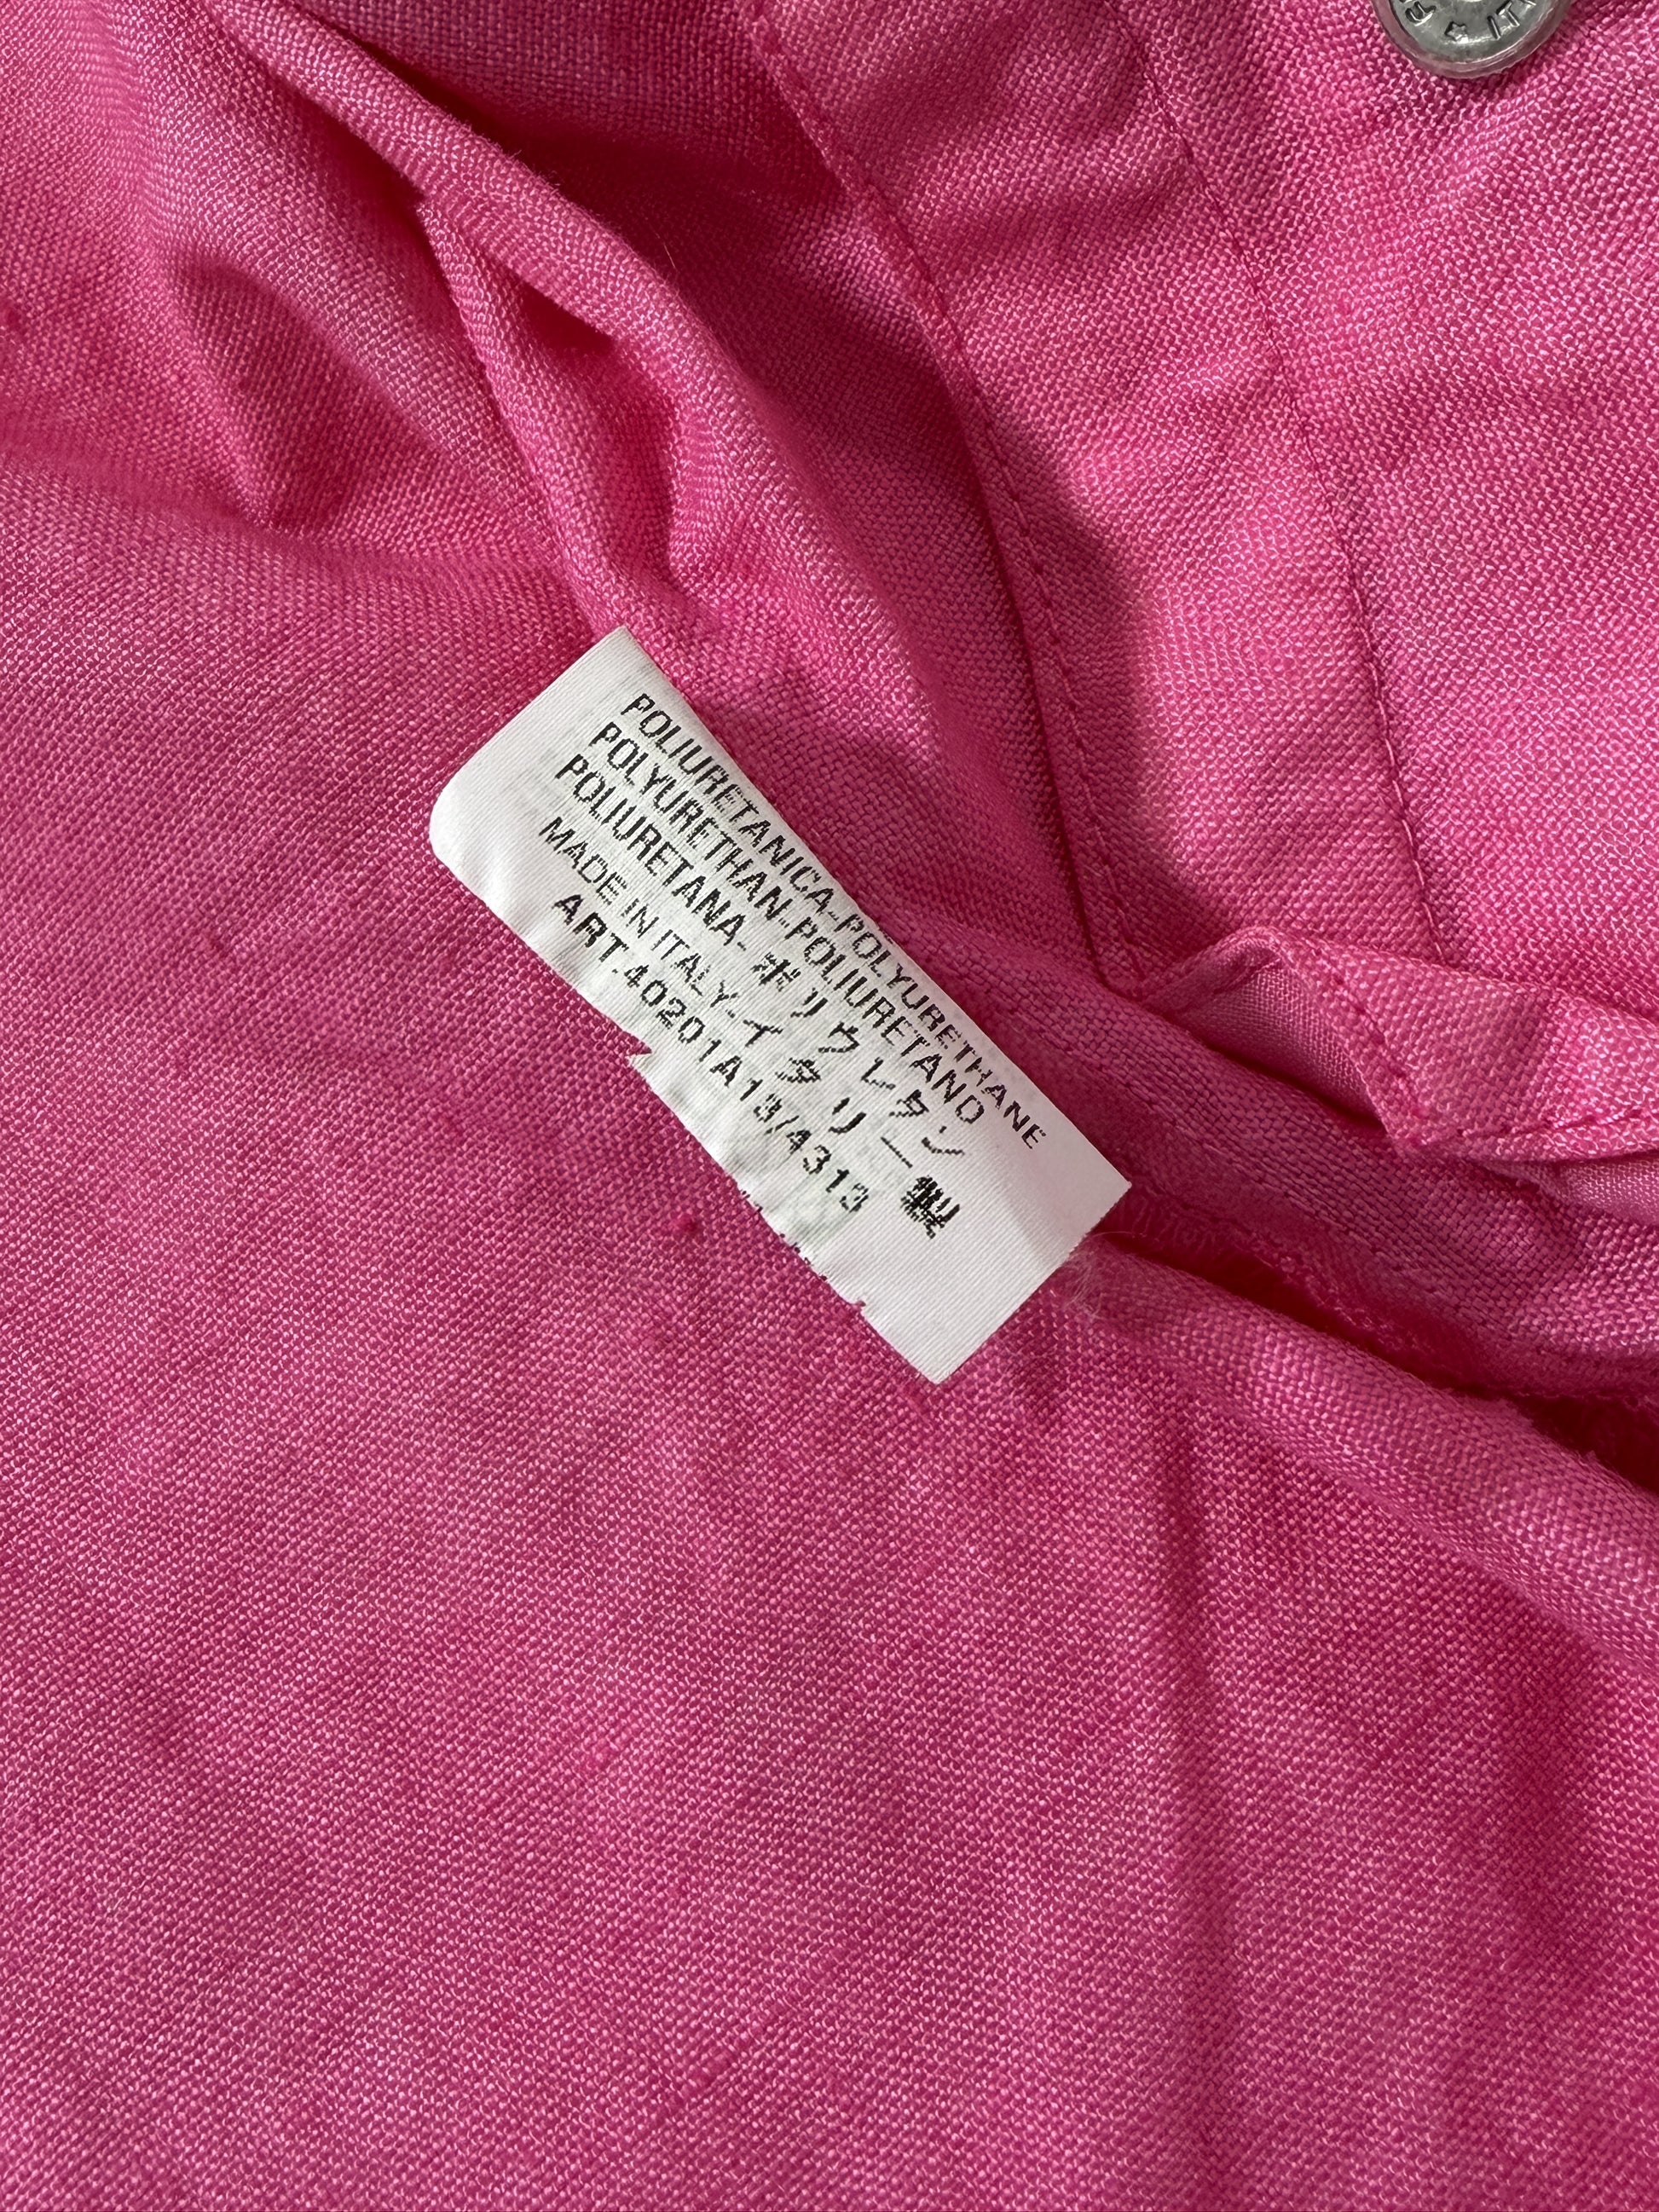 POLIURETANICA-POLYURETHANE
POLYURETHAN-POLIURETANO
POLIURETANA-ポリウレタン
MADE IN ITALY-イタリー製
ART.40201A13/4313